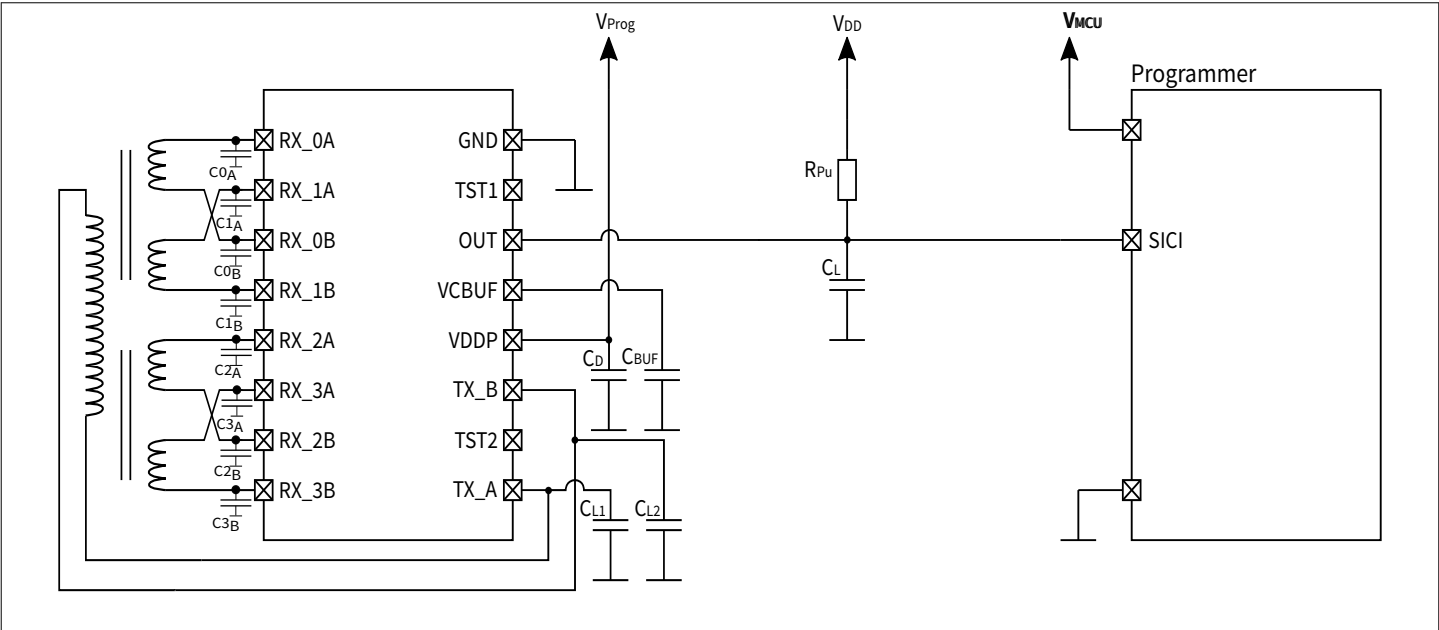 VProg
VDD
VMCU
Programmer
RX_0A
GND
C0A
RPu
RX_1A
TST1
C1A
RX_0B
OUT
SICI
C0B
CL
RX_1B
VCBUF
C1B
RX_2A
VDDP
CD
CBUF
C2A
RX_3A
TX_B
C3A
RX_2B
TST2
C2B
RX_3B
TX_A
CL1
CL2
C3B